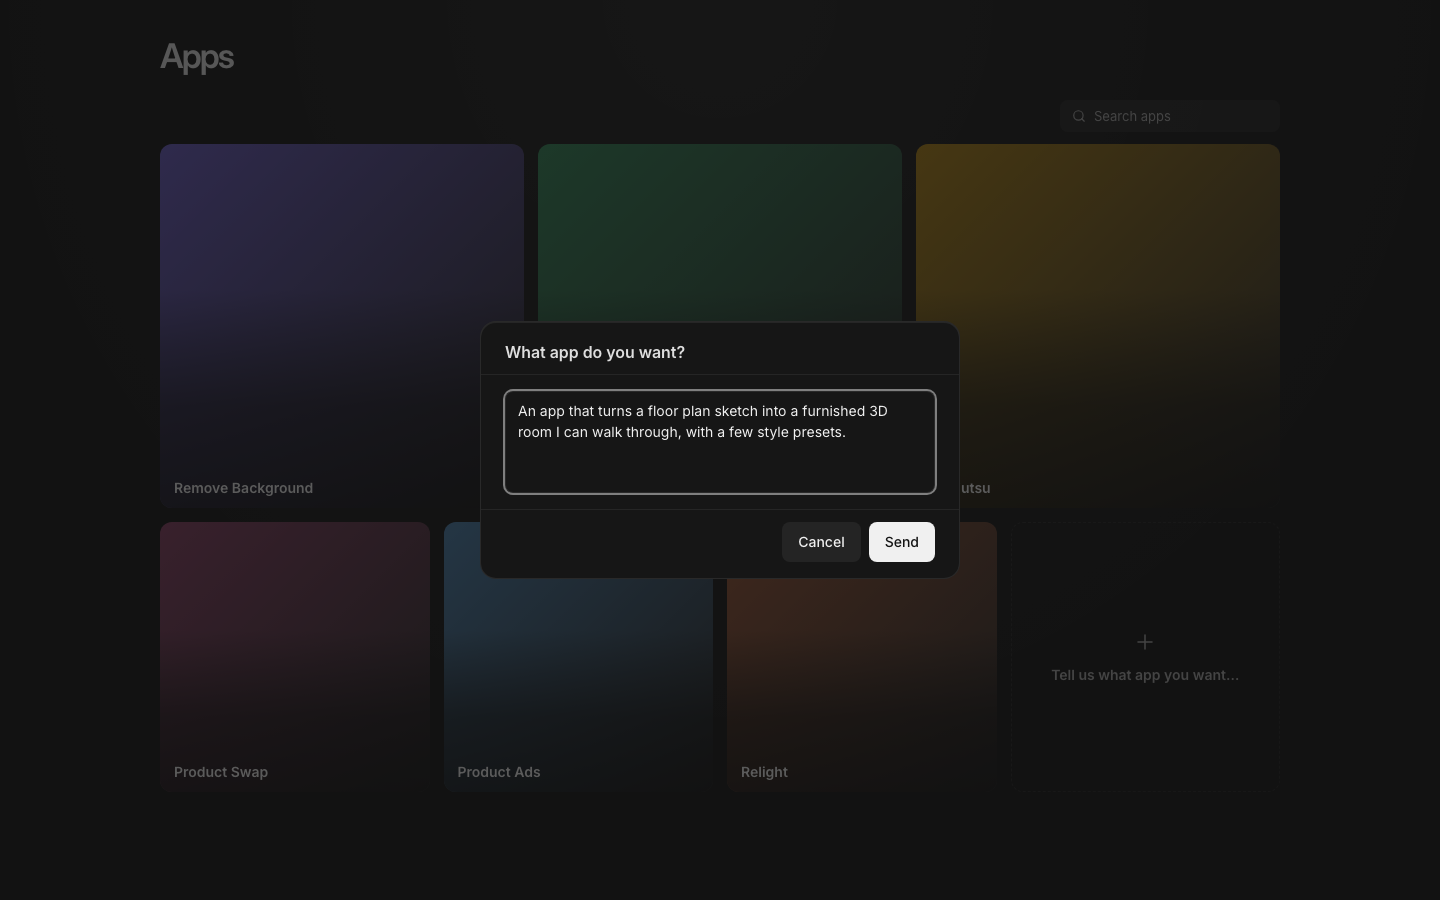 Apps
Search apps
What app do you want?
An app that turns a floor plan sketch into a furnished 3D
room I can walk through, with a few style presets.
Remove Background
utsu
Cancel
Send
Tell us what app you want...
Product Swap
Product Ads
Relight